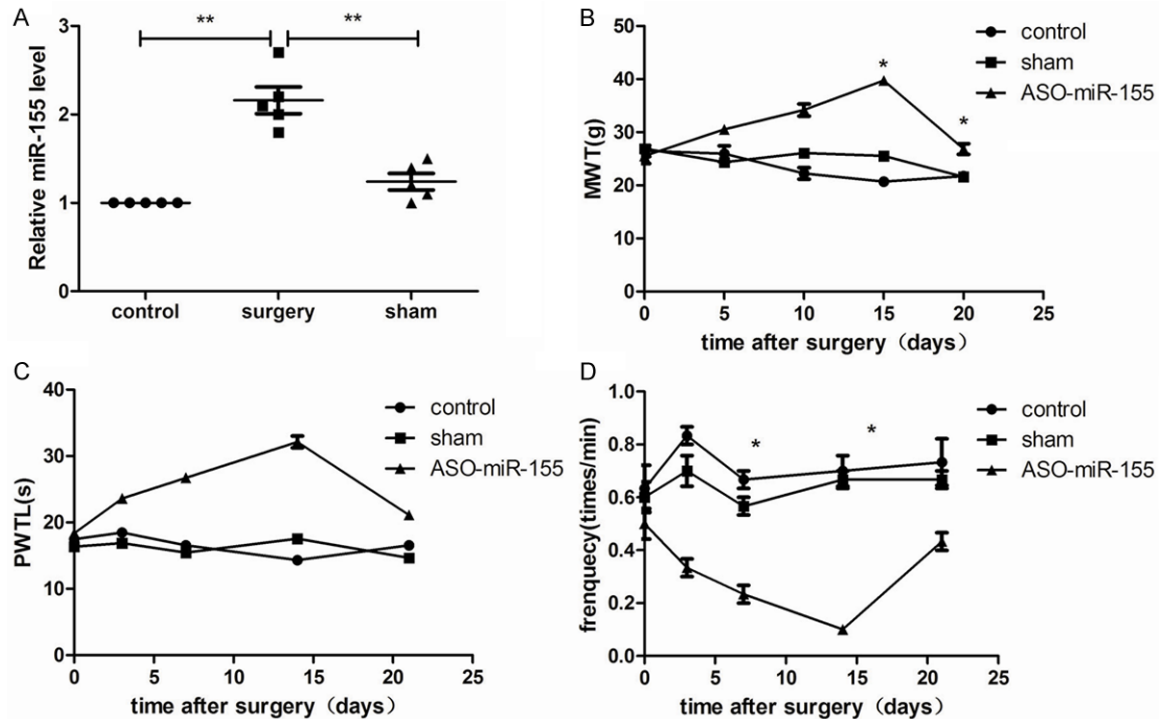 A
Relative miR-155 level
3
2
1
0
**
**
control
surgery
sham
B
MWT(g)
50
40
30
20
10
0
*
*
control
sham
ASO-miR-155
0
5
10
15
20
25
time after surgery（days）
C
PWTL(s)
40
30
20
10
0
control
sham
ASO-miR-155
0
5
10
15
20
25
time after surgery（days）
D
frenquecy(times/min)
1.0
0.8
0.6
0.4
0.2
0.0
*
*
control
sham
ASO-miR-155
0
5
10
15
20
25
time after surgery（days）